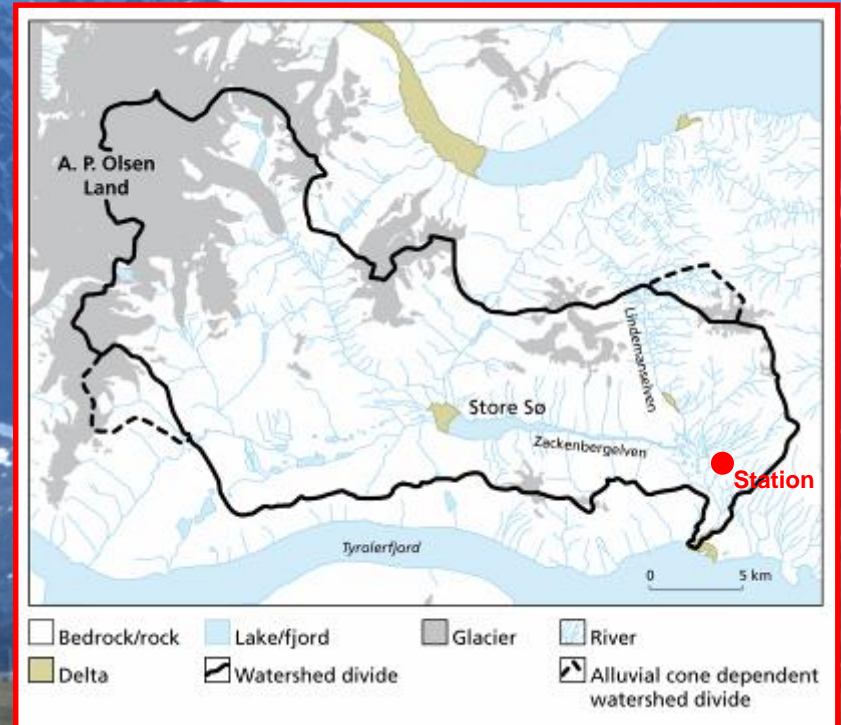 A. P. Olsen
Land
Lindemanselven
Store Sø
Zackenbergelven
Station
Tyrolerfjord
0 5 km
Bedrock/rock Lake/fjord Glacier River
Delta Watershed divide Alluvial cone dependent
watershed divide